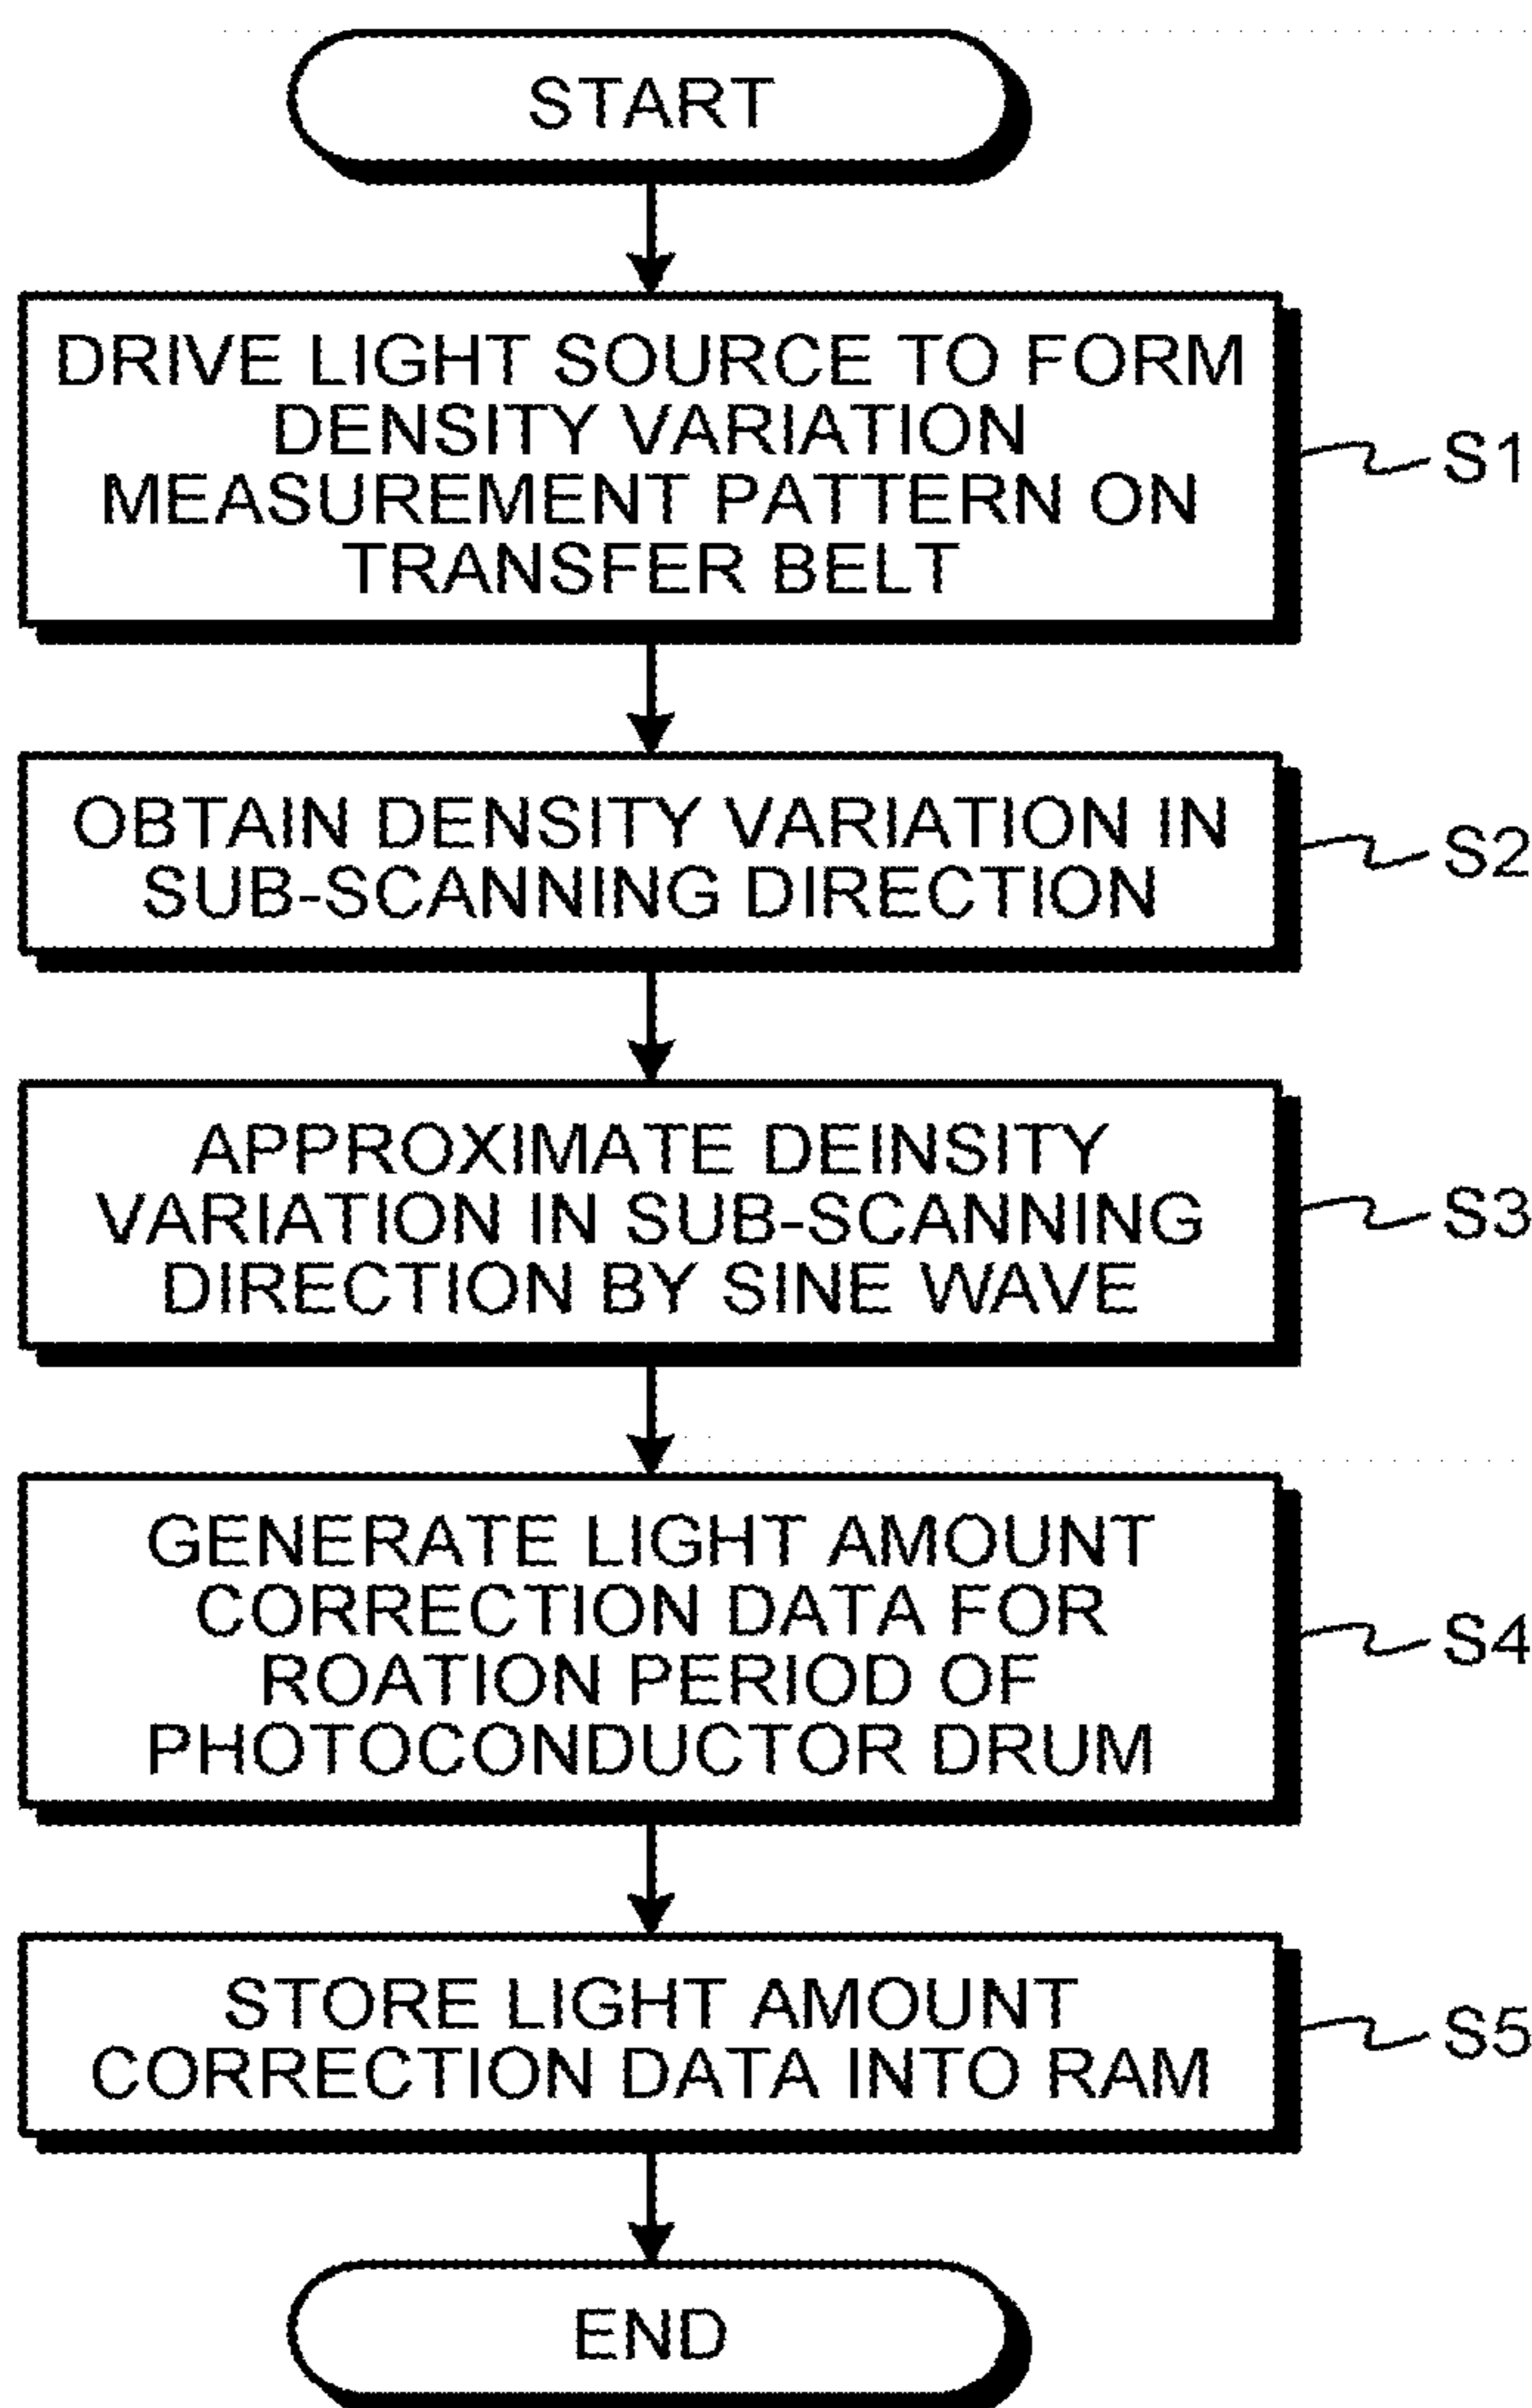 START
DRIVE LIGHT SOURCE TO FORM
DENSITY VARIATION
MEASUREMENT PATTERN ON
TRANSFER BELT
S1
OBTAIN DENSITY VARIATION IN
SUB-SCANNING DIRECTION
S2
APPROXIMATE DEINSITY
VARIATION IN SUB-SCANNING
DIRECTION BY SINE WAVE
S3
GENERATE LIGHT AMOUNT
CORRECTION DATA FOR
ROATION PERIOD OF
PHOTOCONDUCTOR DRUM
S4
STORE LIGHT AMOUNT
CORRECTION DATA INTO RAM
S5
END